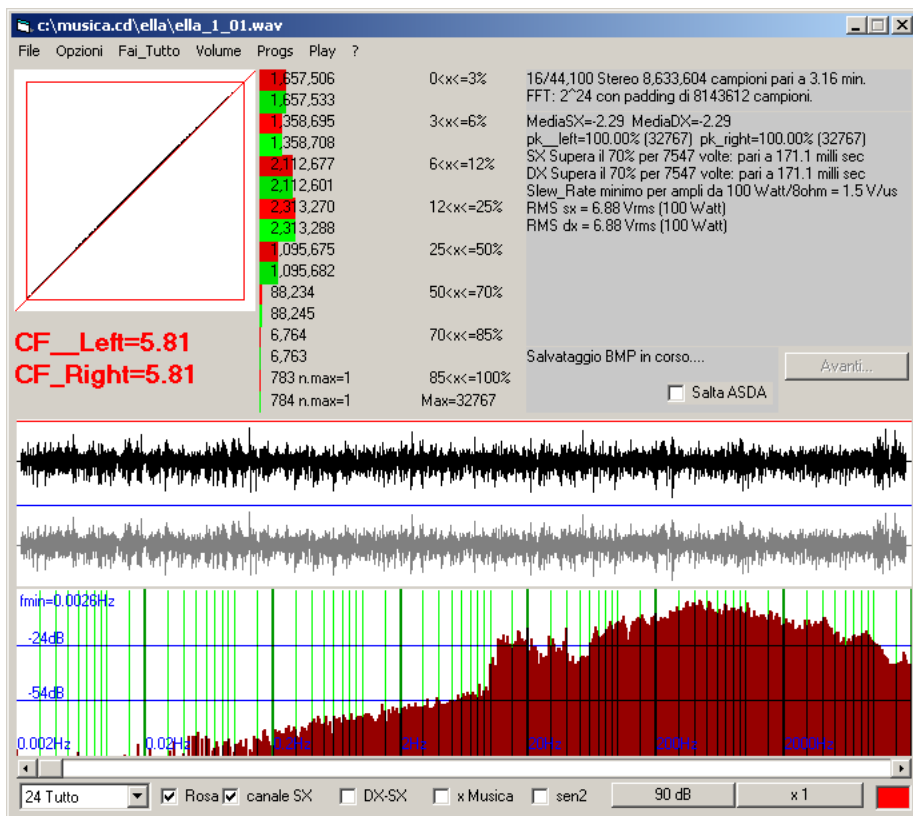 c:\musica.cd\ella\ella_1_01.wav
File Opzioni Fai_Tutto Volume Progs Play ?
1,657,506 0<x<=3%
1,657,533
1,358,695 3<x<=6%
1,358,708
2,112,677 6<x<=12%
2,112,601
2,313,270 12<x<=25%
2,313,288
1,095,675 25<x<=50%
1,095,682
88,234 50<x<=70%
88,245
6,764 70<x<=85%
6,763
783 n.max=1 85<x<=100%
784 n.max=1 Max=32767
CF__Left=5.81
CF_Right=5.81
16/44,100 Stereo 8,633,604 campioni pari a 3.16 min.
FFT: 2^24 con padding di 8143612 campioni.
MediaSX=-2.29 MediaDX=-2.29
pk__left=100.00% (32767) pk_right=100.00% (32767)
SX Supera il 70% per 7547 volte: pari a 171.1 milli sec
DX Supera il 70% per 7547 volte: pari a 171.1 milli sec
Slew_Rate minimo per ampli da 100 Watt/8ohm = 1.5 V/us
RMS sx = 6.88 Vrms (100 Watt)
RMS dx = 6.88 Vrms (100 Watt)
Salvataggio BMP in corso....
Avanti...
Salta ASDA
fmin=0.0026Hz
-24dB
-54dB
0.002Hz 0.02Hz 0.2Hz 2Hz 20Hz 200Hz 2000Hz
24 Tutto Rosa canale SX DX-SX x Musica sen2 90 dB x 1